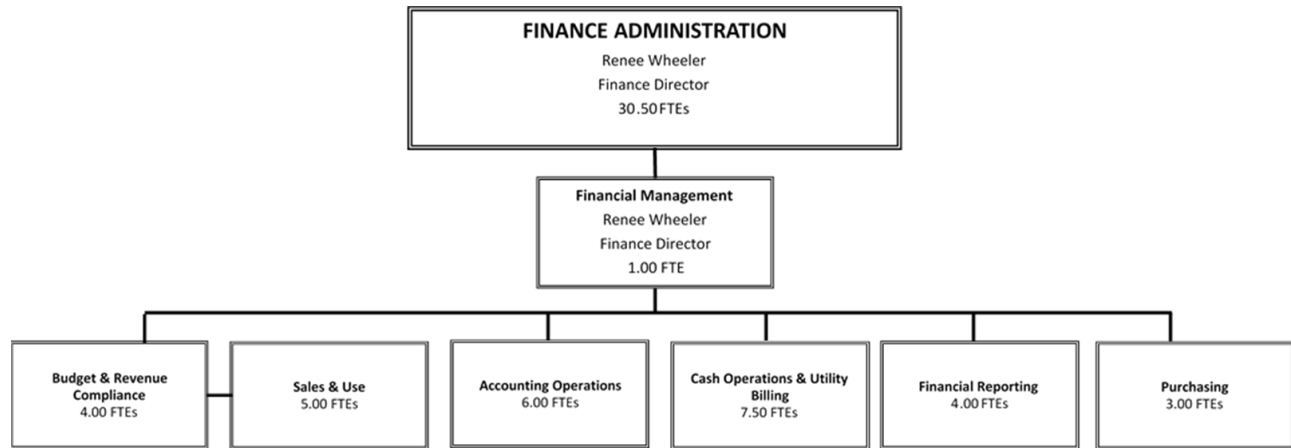 FINANCE ADMINISTRATION
Renee Wheeler
Finance Director
30.50 FTEs
Financial Management
Renee Wheeler
Finance Director
1.00 FTE
Budget & Revenue
Compliance
4.00 FTEs
Sales & Use
5.00 FTEs
Accounting Operations
6.00 FTEs
Cash Operations & Utility
Billing
7.50 FTEs
Financial Reporting
4.00 FTEs
Purchasing
3.00 FTEs